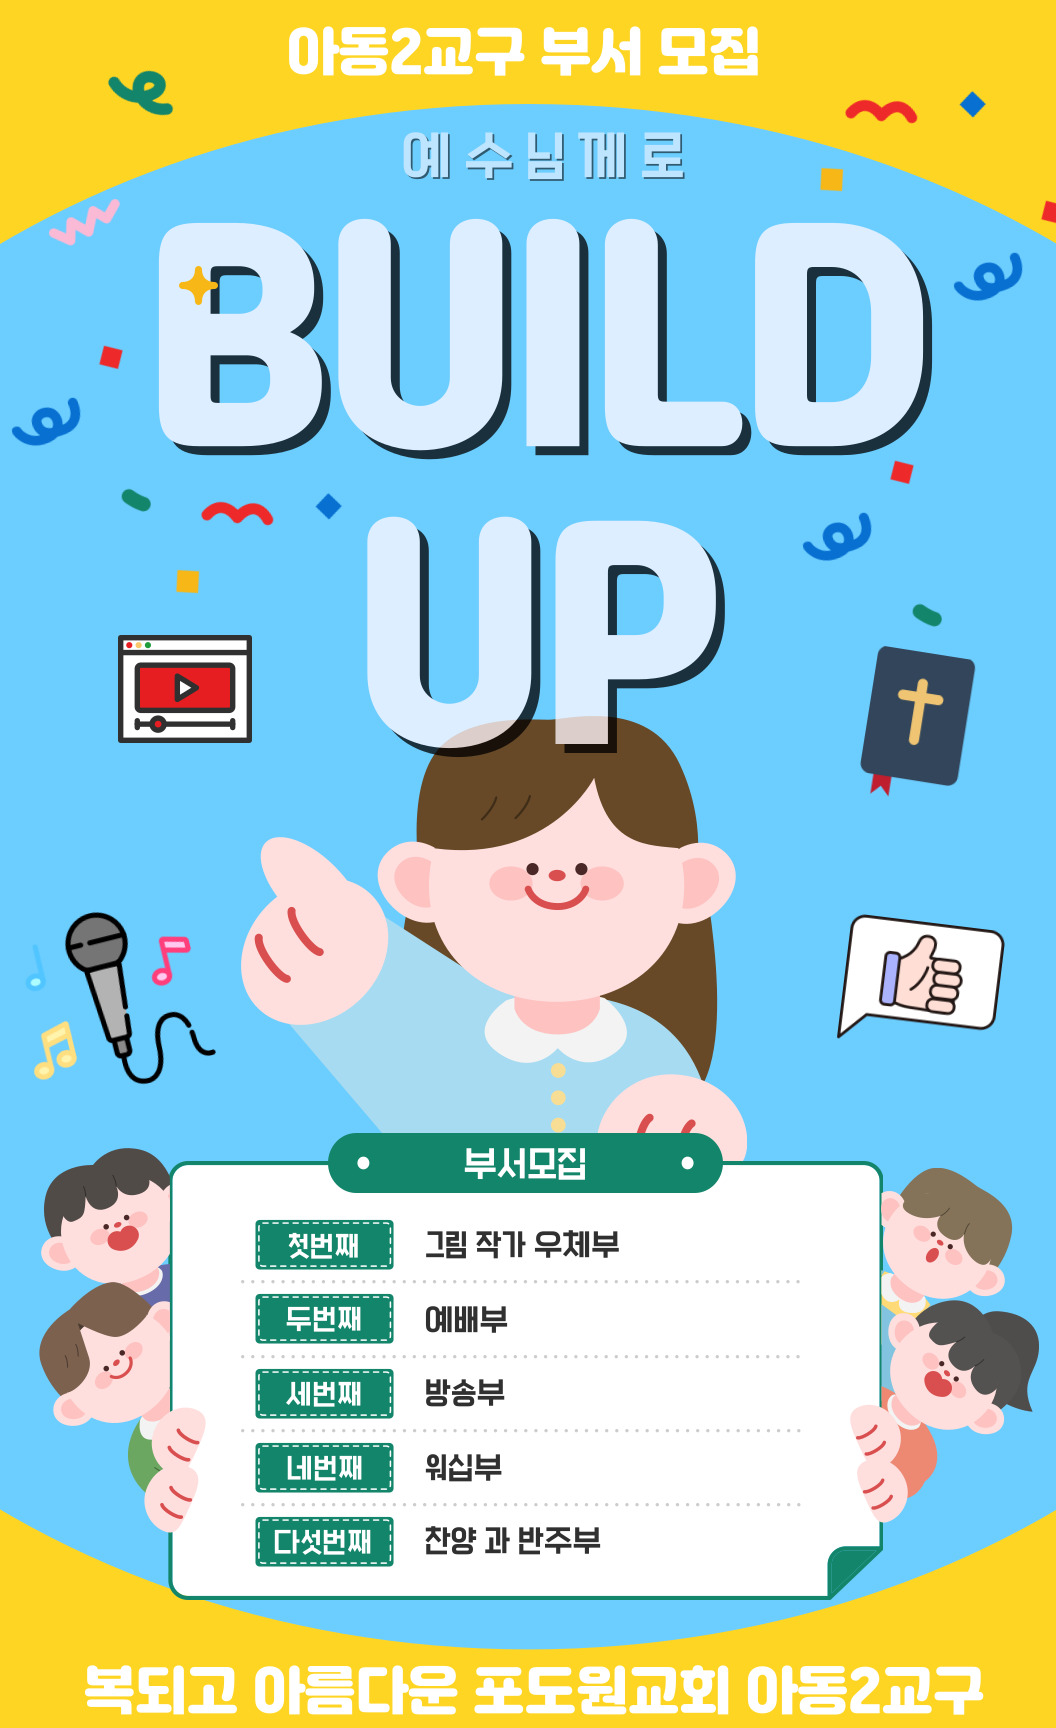 아동2교구 부서 모집
예수님께로
BUILD
UP
부서모집
첫번째 그림 작가 우체부
두번째 예배부
세번째 방송부
네번째 워십부
다섯번째 찬양 과 반주부
복되고 아름다운 포도원교회 아동2교구